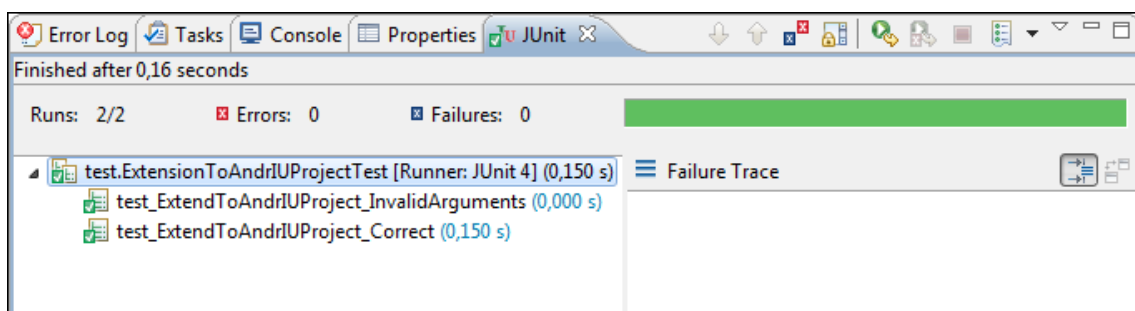 Error Log Tasks Console Properties JUnit
Finished after 0,16 seconds
Runs: 2/2 Errors: 0 Failures: 0
test.ExtensionToAndrIUProjectTest [Runner: JUnit 4] (0,150 s) Failure Trace
test_ExtendToAndrIUProject_InvalidArguments (0,000 s)
test_ExtendToAndrIUProject_Correct (0,150 s)